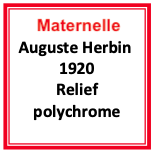 Maternelle
Auguste Herbin
1920
Relief
polychrome